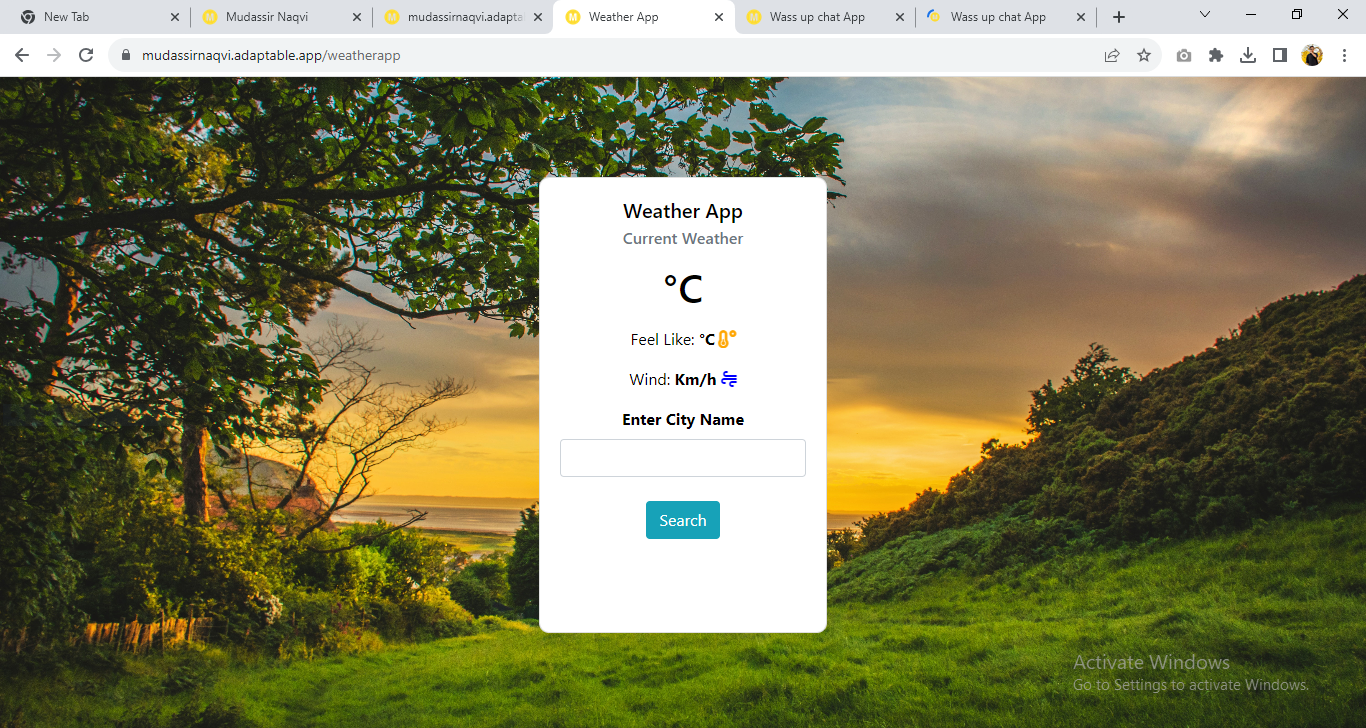 New Tab
Mudassir Naqvi
mudassirnaqvi.adapta
Weather App
Wass up chat App
Wass up chat App
mudassirnaqvi.adaptable.app/weatherapp
Weather App
Current Weather
°C
Feel Like: °C
Wind: Km/h
Enter City Name
Search
Activate Windows
Go to Settings to activate Windows.